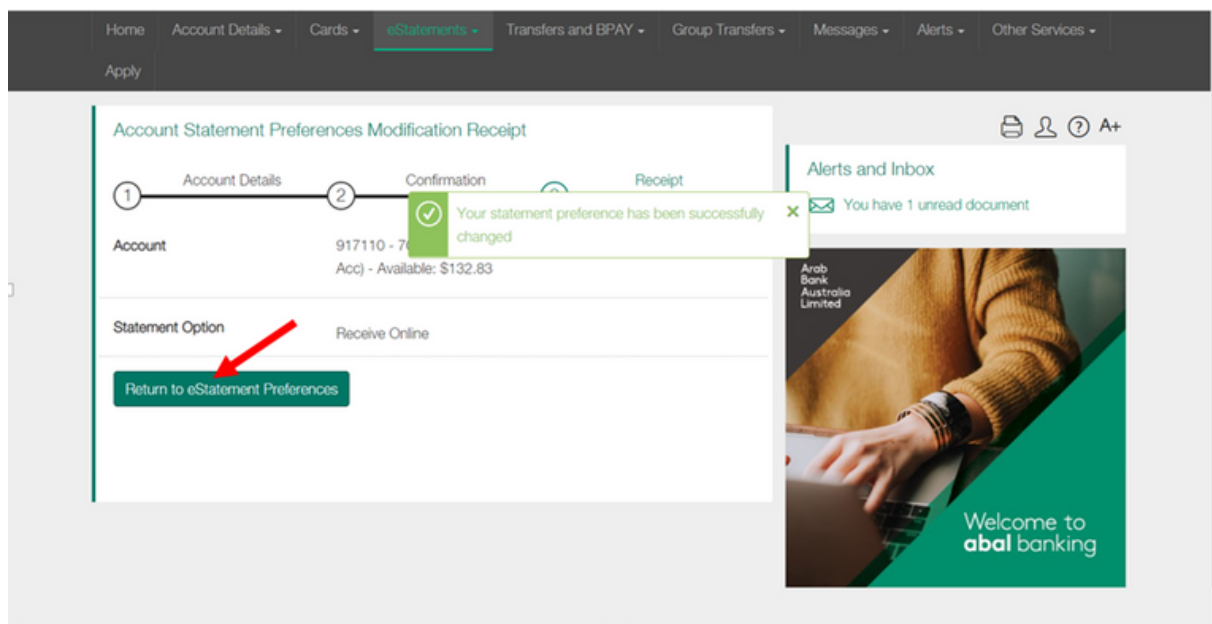 Home Account Details Cards eStatements Transfers and BPAY Group Transfers Messages Alerts Other Services
Apply
Account Statement Preferences Modification Receipt
1 Account Details 2 Confirmation Receipt
Your statement preference has been successfully
changed
Account 917110 - 70
Acc) - Available: $132.83
Statement Option Receive Online
Return to eStatement Preferences
A+
Alerts and Inbox
You have 1 unread document
Arab
Bank
Australia
Limited
Welcome to
abal banking